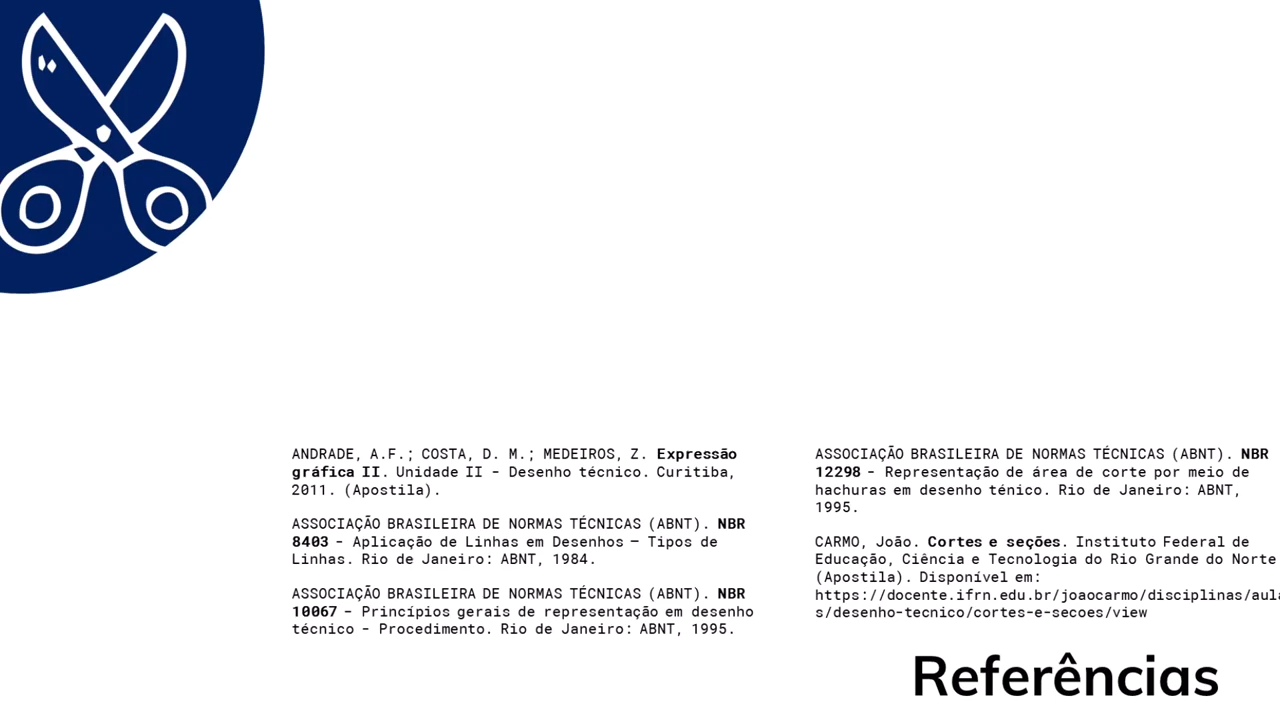 ANDRADE, A.F.; COSTA, D. M.; MEDEIROS, Z. Expressão
gráfica II. Unidade II - Desenho técnico. Curitiba,
2011. (Apostila).
ASSOCIAÇÃO BRASILEIRA DE NORMAS TÉCNICAS (ABNT). NBR
8403 - Aplicação de Linhas em Desenhos – Tipos de
Linhas. Rio de Janeiro: ABNT, 1984.
ASSOCIAÇÃO BRASILEIRA DE NORMAS TÉCNICAS (ABNT). NBR
10067 - Princípios gerais de representação em desenho
técnico - Procedimento. Rio de Janeiro: ABNT, 1995.
ASSOCIAÇÃO BRASILEIRA DE NORMAS TÉCNICAS (ABNT). NBR
12298 - Representação de área de corte por meio de
hachuras em desenho ténico. Rio de Janeiro: ABNT,
1995.
CARMO, João. Cortes e seções. Instituto Federal de
Educação, Ciência e Tecnologia do Rio Grande do Norte
(Apostila). Disponível em:
https://docente.ifrn.edu.br/joaocarmo/disciplinas/aula
s/desenho-tecnico/cortes-e-secoes/view
Referências